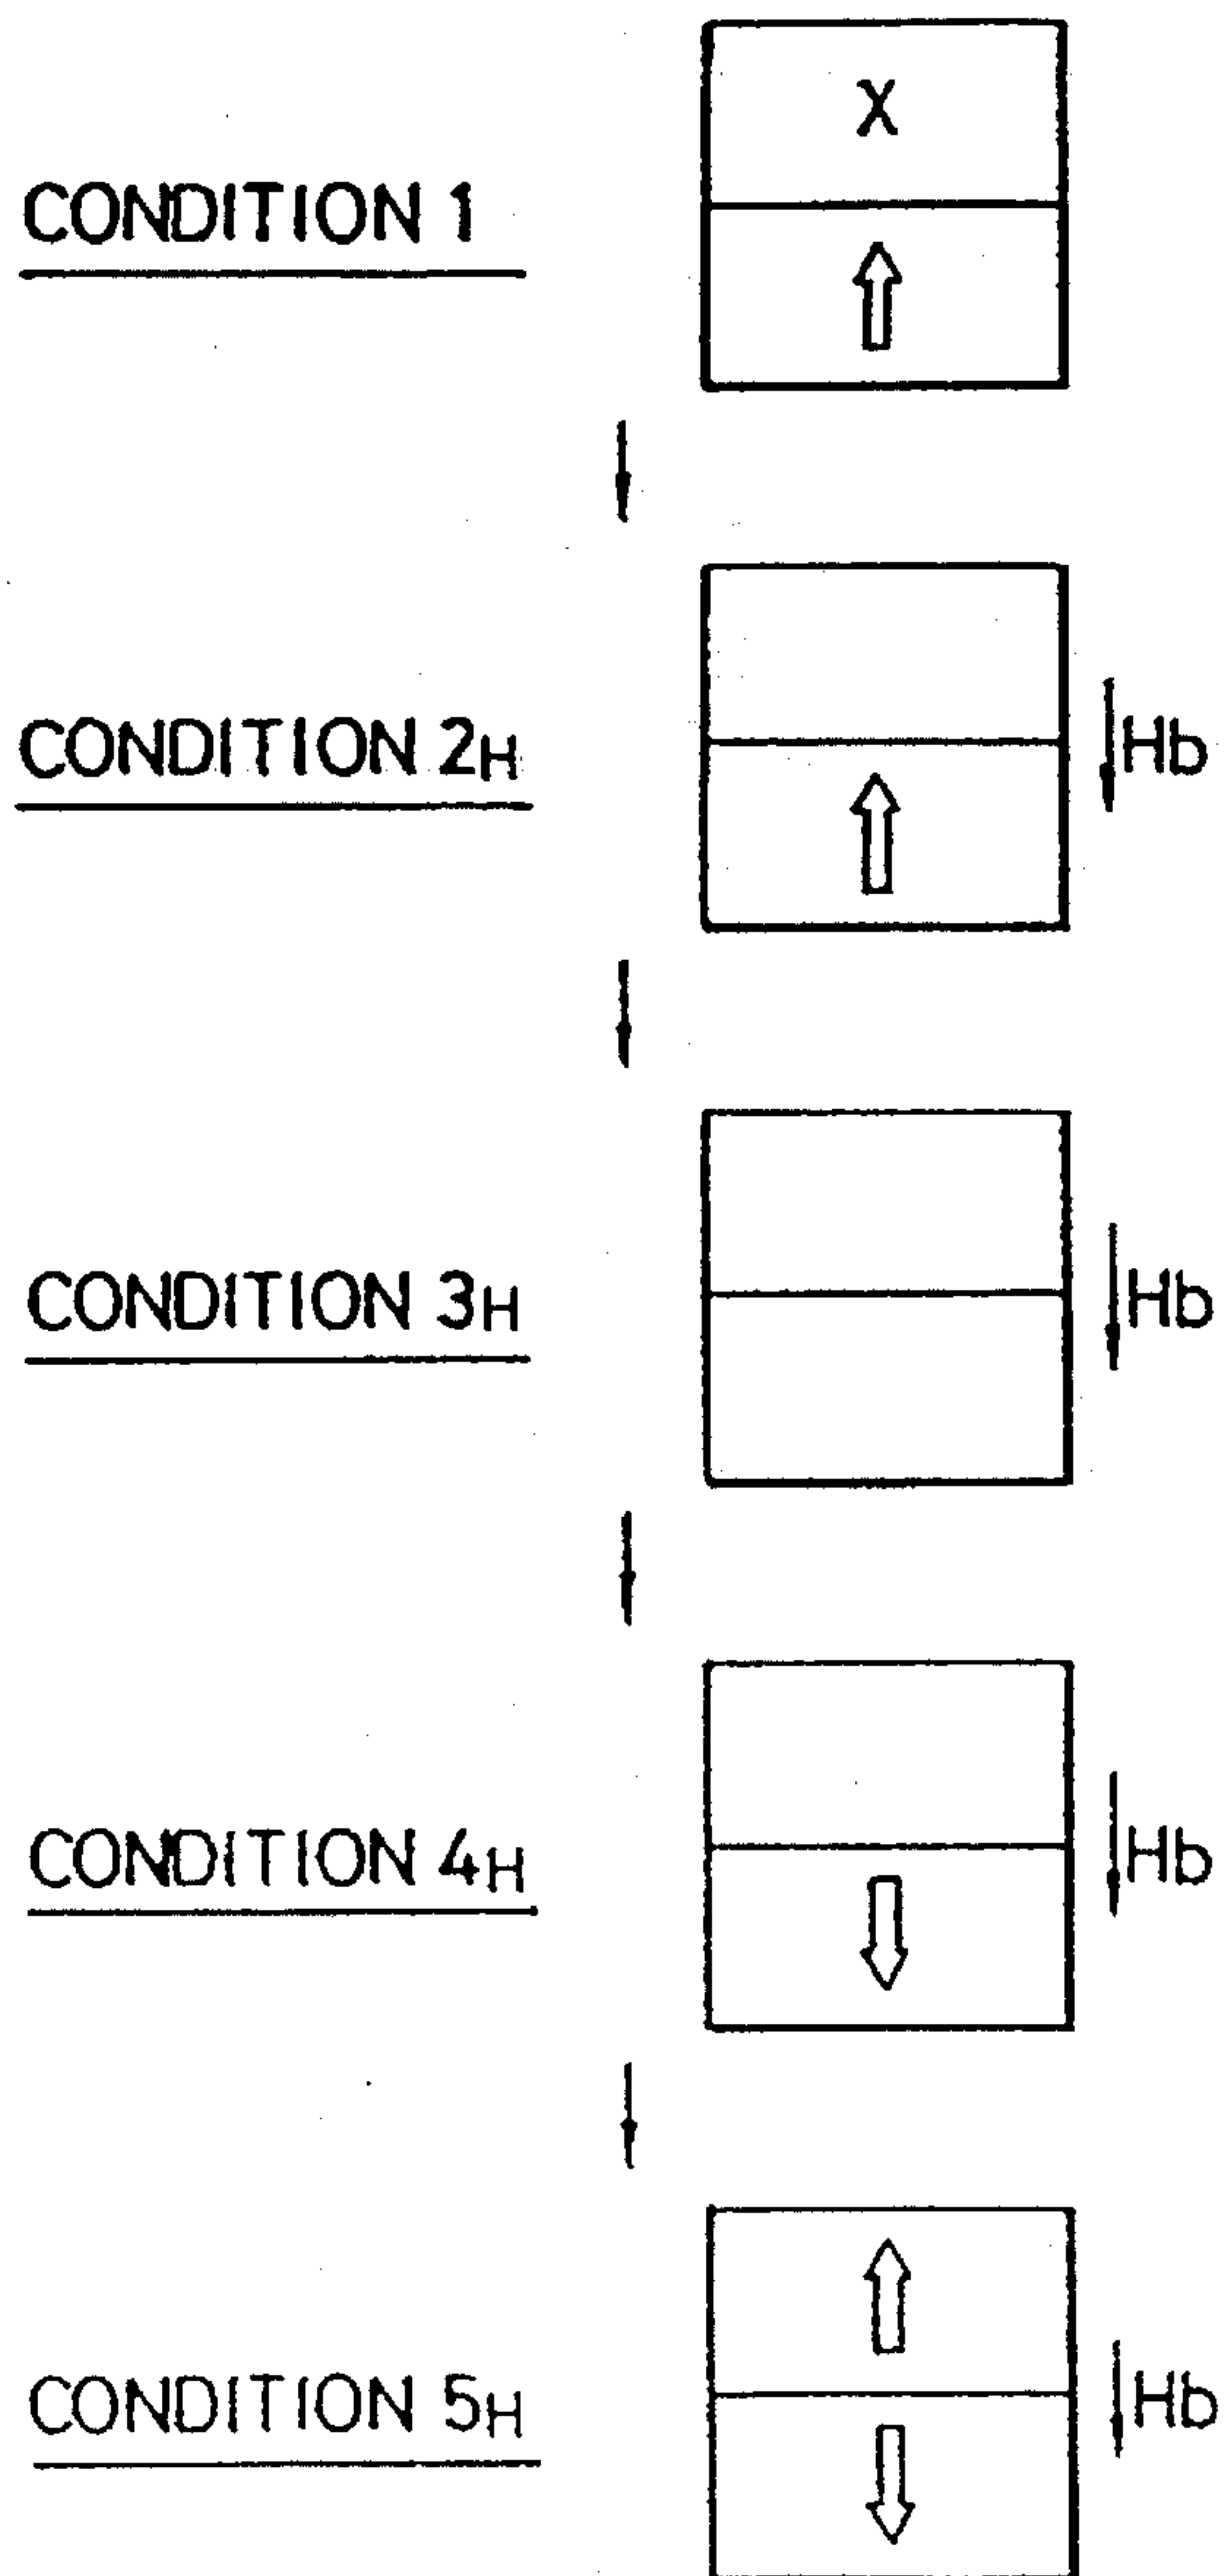 X
CONDITION 1
CONDITION 2H
Hb
CONDITION 3H
Hb
CONDITION 4H
Hb
CONDITION 5H
Hb